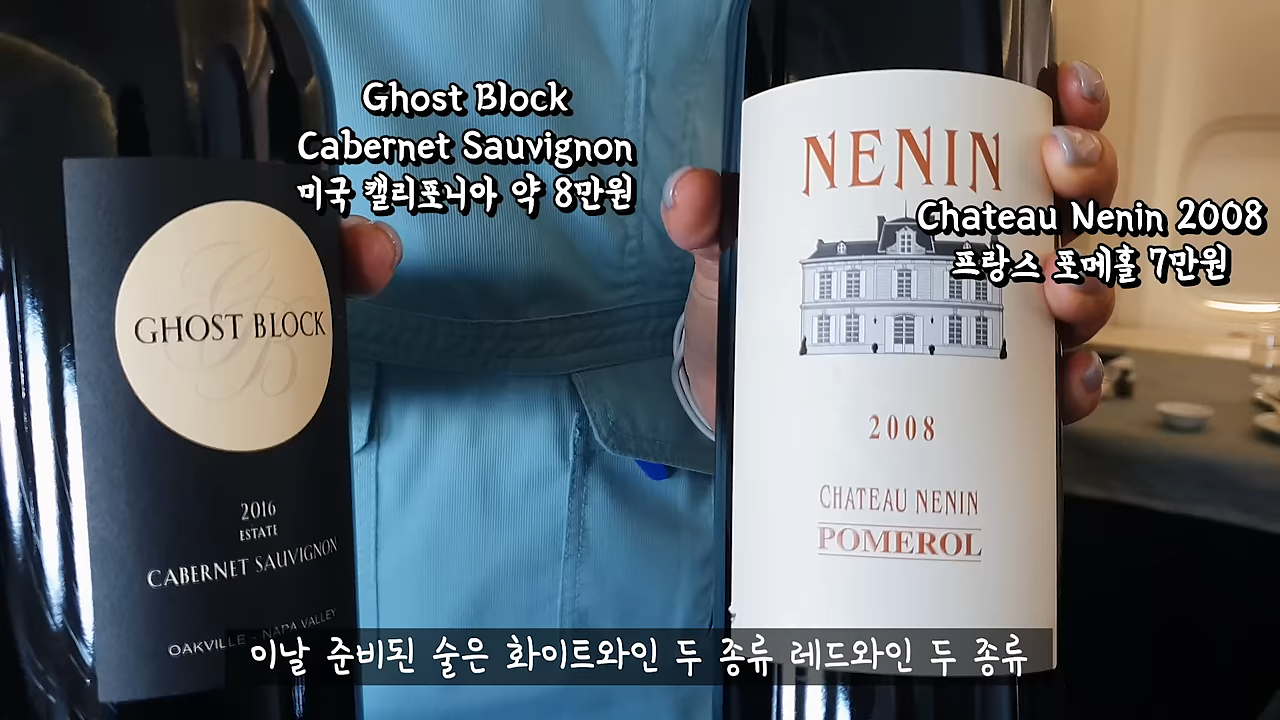 Ghost Block
Cabernet Sauvignon
미국 캘리포니아 약 8만원
GHOST BLOCK
2016
ESTATE
CABERNET SAUVIGNON
OAKVILLE - NAPA VALLEY
NENIN
Chateau Nenin 2008
프랑스 포메홀 7만원
2008
CHATEAU NENIN
POMEROL
이날 준비된 술은 화이트와인 두 종류 레드와인 두 종류